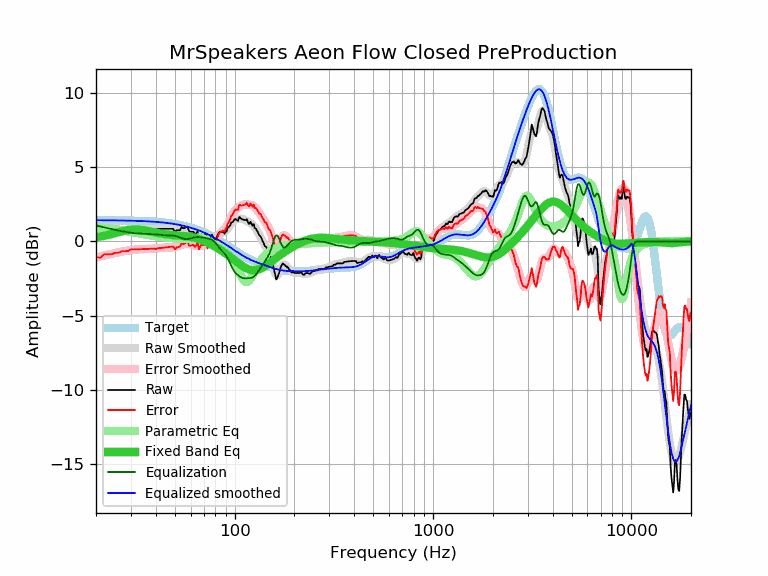 MrSpeakers Aeon Flow Closed PreProduction
Amplitude (dBr)
10
5
0
−5
−10
−15
Target
Raw Smoothed
Error Smoothed
Raw
Error
Parametric Eq
Fixed Band Eq
Equalization
Equalized smoothed
100 1000 10000
Frequency (Hz)